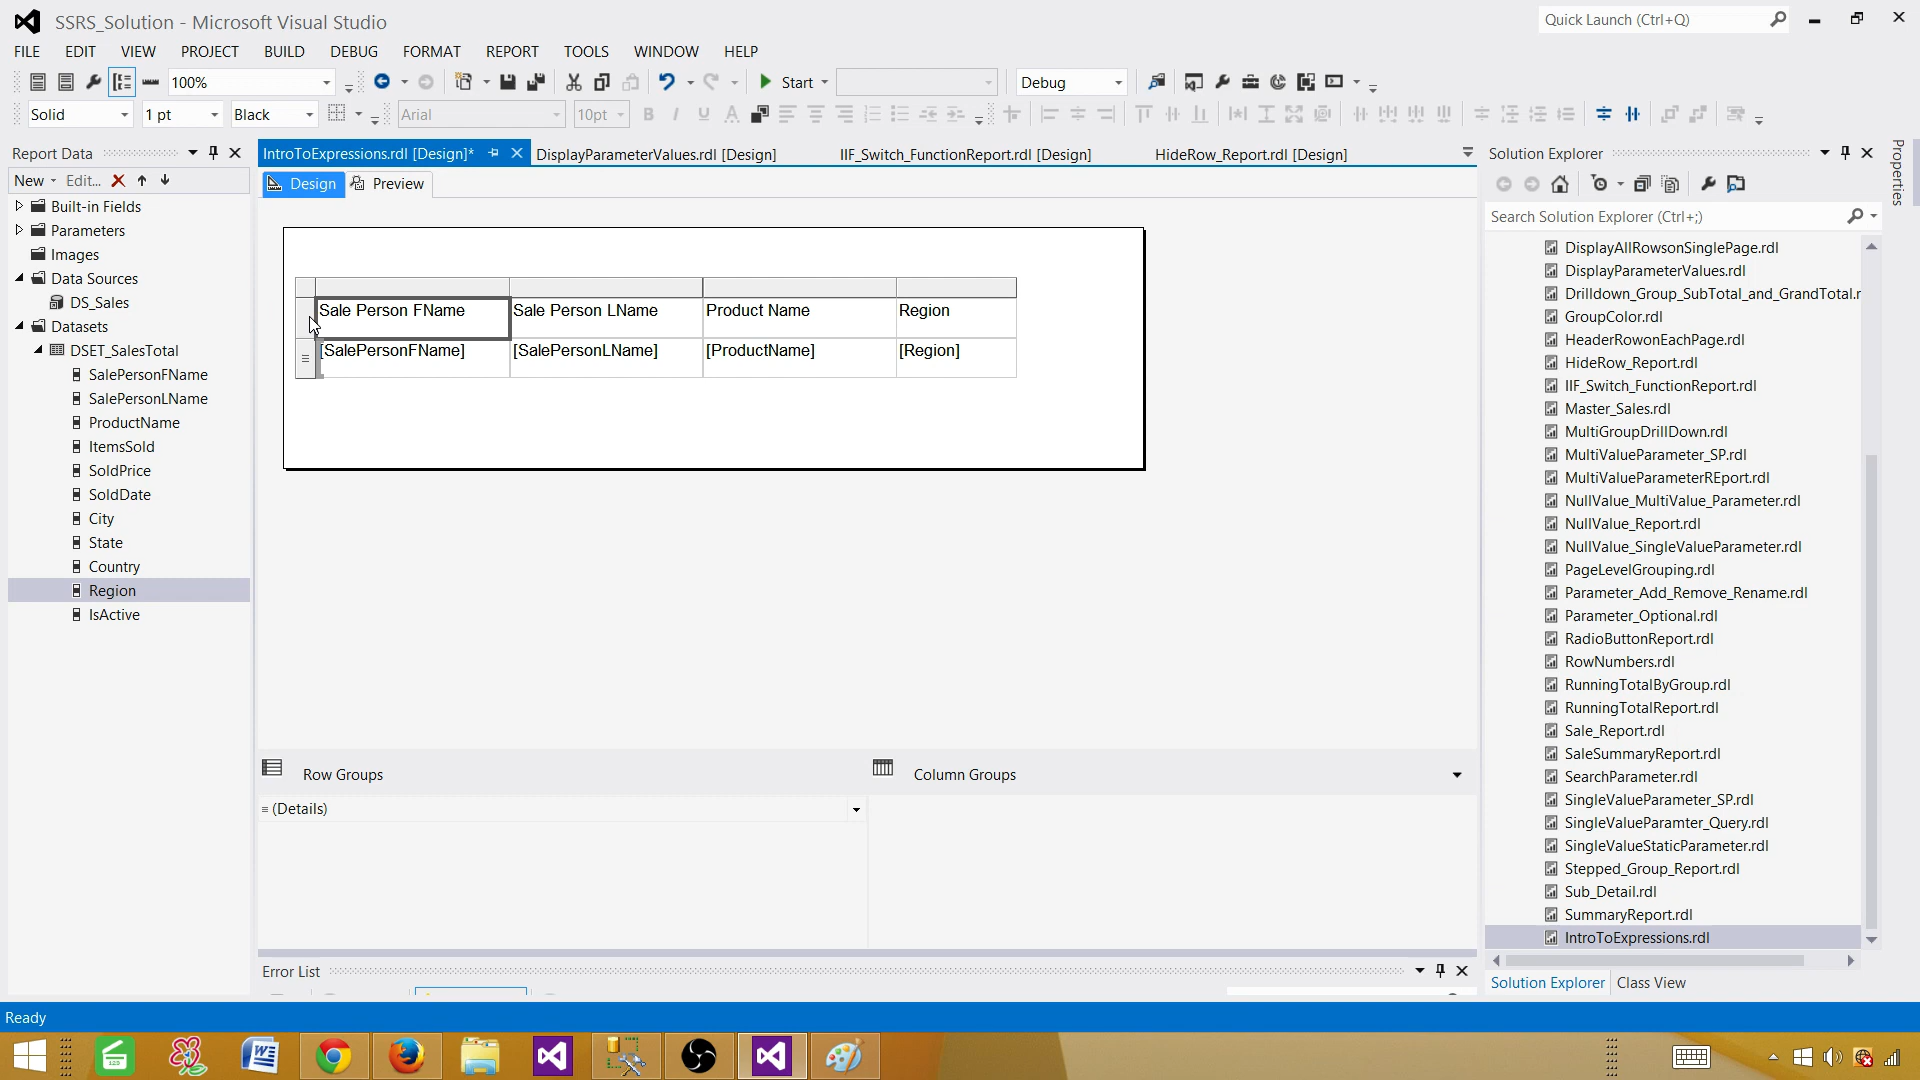 SSRS_Solution - Microsoft Visual Studio
Quick Launch (Ctrl+Q)
FILE EDIT VIEW PROJECT BUILD DEBUG FORMAT REPORT TOOLS WINDOW HELP
100% Start Debug
Solid 1 pt Black Arial 10pt B I U A
Report Data
New Edit...
Built-in Fields
Parameters
Images
Data Sources
DS_Sales
Datasets
DSET_SalesTotal
SalePersonFName
SalePersonLName
ProductName
ItemsSold
SoldPrice
SoldDate
City
State
Country
Region
IsActive
IntroToExpressions.rdl [Design]* DisplayParameterValues.rdl [Design] IIF_Switch_FunctionReport.rdl [Design] HideRow_Report.rdl [Design]
Design Preview
Sale Person FName Sale Person LName Product Name Region
[SalePersonFName] [SalePersonLName] [ProductName] [Region]
Row Groups Column Groups
(Details)
Error List
Solution Explorer
Search Solution Explorer (Ctrl+;)
DisplayAllRowsonSinglePage.rdl
DisplayParameterValues.rdl
Drilldown_Group_SubTotal_and_GrandTotal.r
GroupColor.rdl
HeaderRowonEachPage.rdl
HideRow_Report.rdl
IIF_Switch_FunctionReport.rdl
Master_Sales.rdl
MultiGroupDrillDown.rdl
MultiValueParameter_SP.rdl
MultiValueParameterREport.rdl
NullValue_MultiValue_Parameter.rdl
NullValue_Report.rdl
NullValue_SingleValueParameter.rdl
PageLevelGrouping.rdl
Parameter_Add_Remove_Rename.rdl
Parameter_Optional.rdl
RadioButtonReport.rdl
RowNumbers.rdl
RunningTotalByGroup.rdl
RunningTotalReport.rdl
Sale_Report.rdl
SaleSummaryReport.rdl
SearchParameter.rdl
SingleValueParameter_SP.rdl
SingleValueParamter_Query.rdl
SingleValueStaticParameter.rdl
Stepped_Group_Report.rdl
Sub_Detail.rdl
SummaryReport.rdl
IntroToExpressions.rdl
Solution Explorer Class View
Properties
Ready